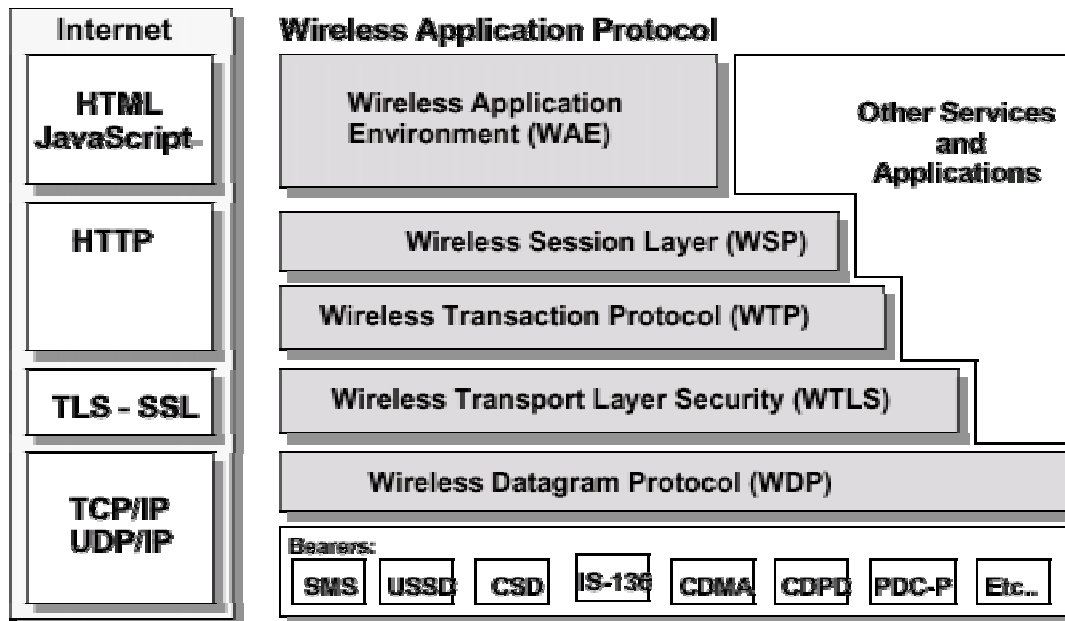 Internet
HTML
JavaScript
HTTP
TLS - SSL
TCP/IP
UDP/IP
Wireless Application Protocol
Wireless Application
Environment (WAE)
Other Services
and
Applications
Wireless Session Layer (WSP)
Wireless Transaction Protocol (WTP)
Wireless Transport Layer Security (WTLS)
Wireless Datagram Protocol (WDP)
Bearers:
SMS
USSD
CSD
IS-136
CDMA
CDPD
PDC-P
Etc..